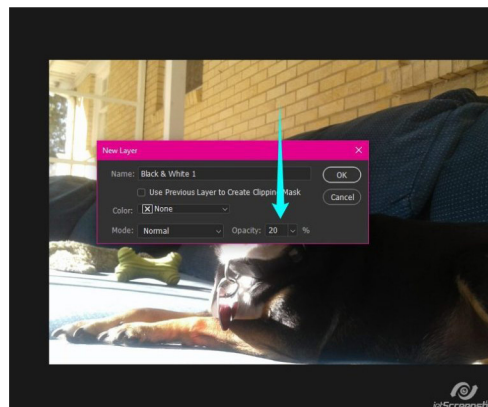 New Layer
Name: Black & White 1
OK
Use Previous Layer to Create Clipping Mask
Cancel
Color: None
Mode: Normal Opacity: 20 %